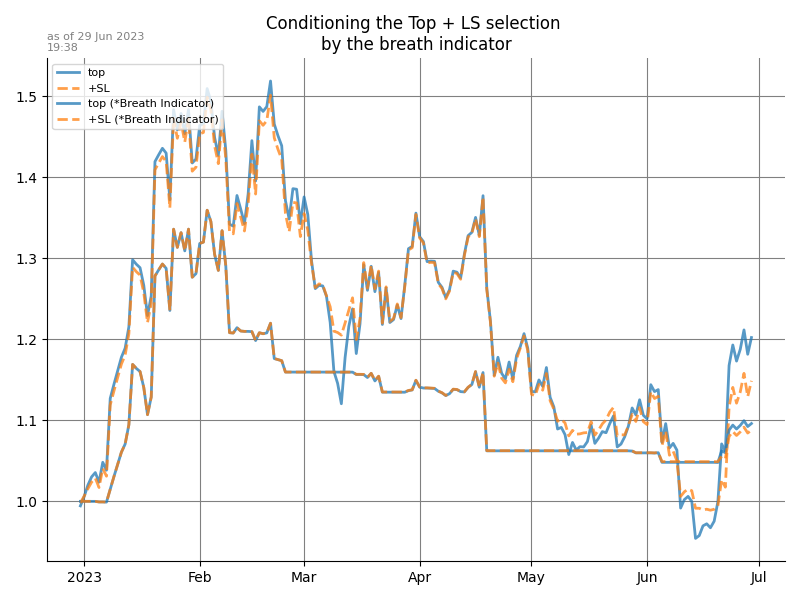 Conditioning the Top + LS selection
by the breath indicator
as of 29 Jun 2023
19:38
top
+SL
top (*Breath Indicator)
+SL (*Breath Indicator)
1.5
1.4
1.3
1.2
1.1
1.0
2023 Feb Mar Apr May Jun Jul